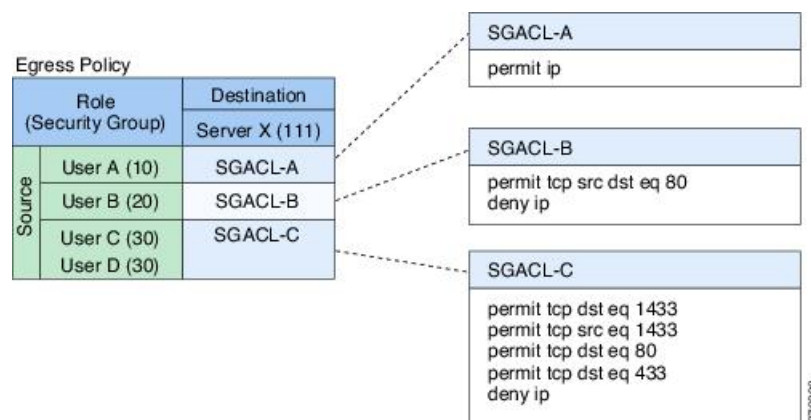 Egress Policy
Role
(Security Group)
Destination
Server X (111)
Source
User A (10)
SGACL-A
User B (20)
SGACL-B
User C (30)
SGACL-C
User D (30)
SGACL-A
permit ip
SGACL-B
permit tcp src dst eq 80
deny ip
SGACL-C
permit tcp dst eq 1433
permit tcp src eq 1433
permit tcp dst eq 80
permit tcp dst eq 433
deny ip